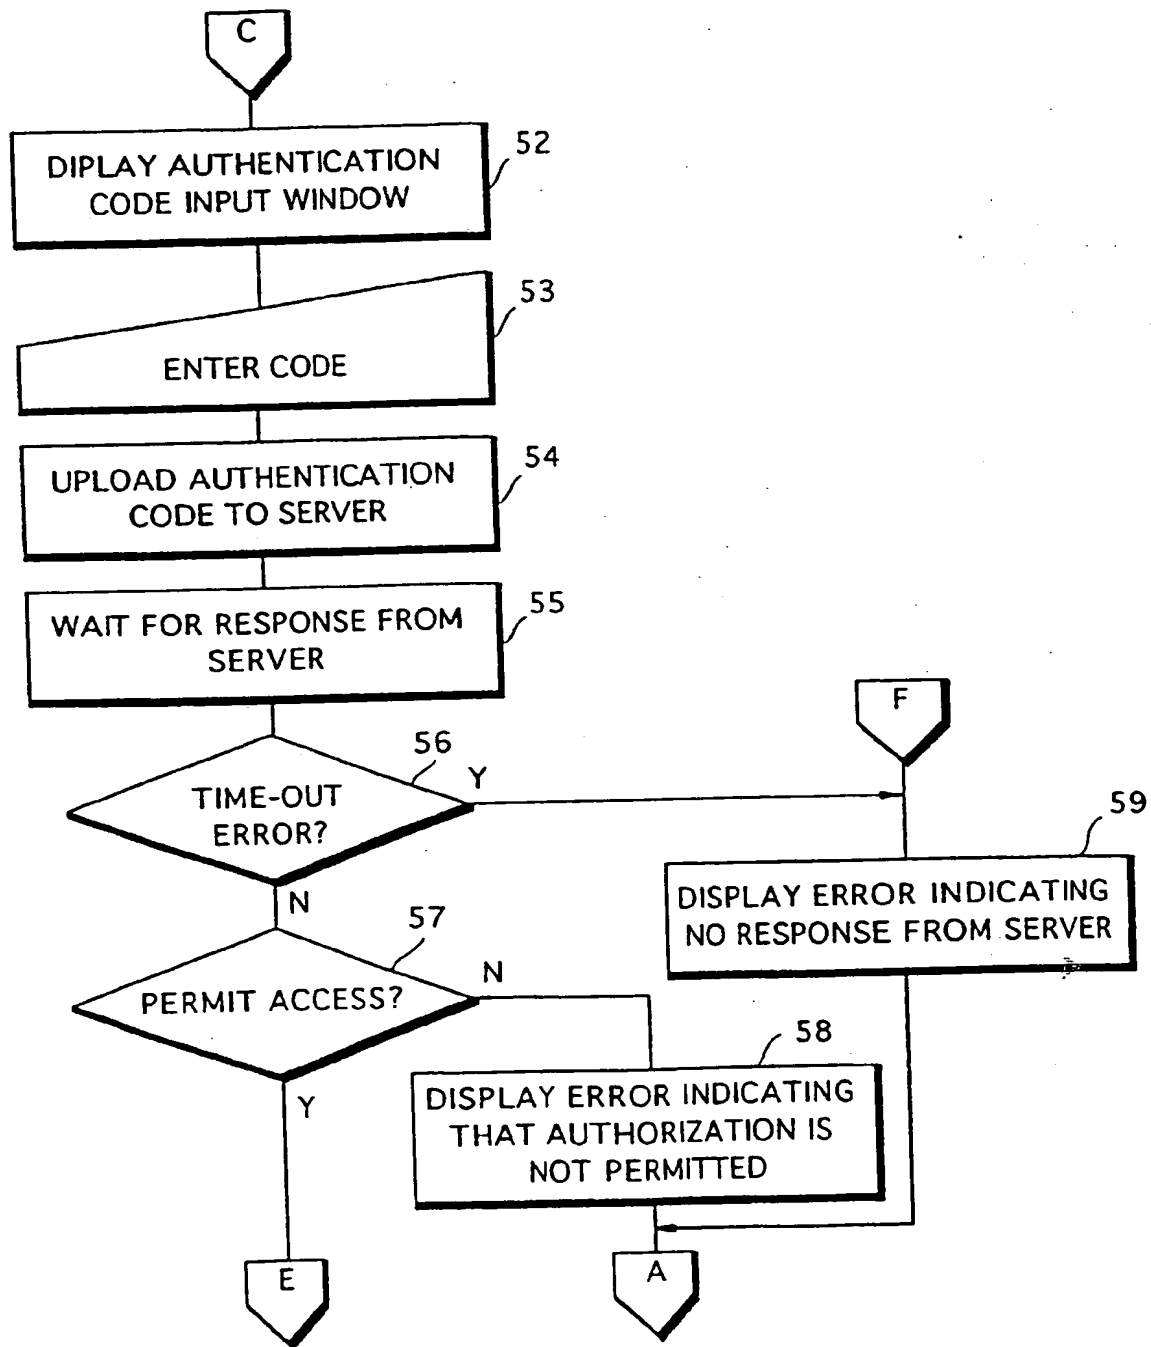 C
DIPLAY AUTHENTICATION
CODE INPUT WINDOW
52
ENTER CODE
53
UPLOAD AUTHENTICATION
CODE TO SERVER
54
WAIT FOR RESPONSE FROM
SERVER
55
F
TIME-OUT
ERROR?
56
Y
N
DISPLAY ERROR INDICATING
NO RESPONSE FROM SERVER
59
PERMIT ACCESS?
57
N
Y
DISPLAY ERROR INDICATING
THAT AUTHORIZATION IS
NOT PERMITTED
58
E
A